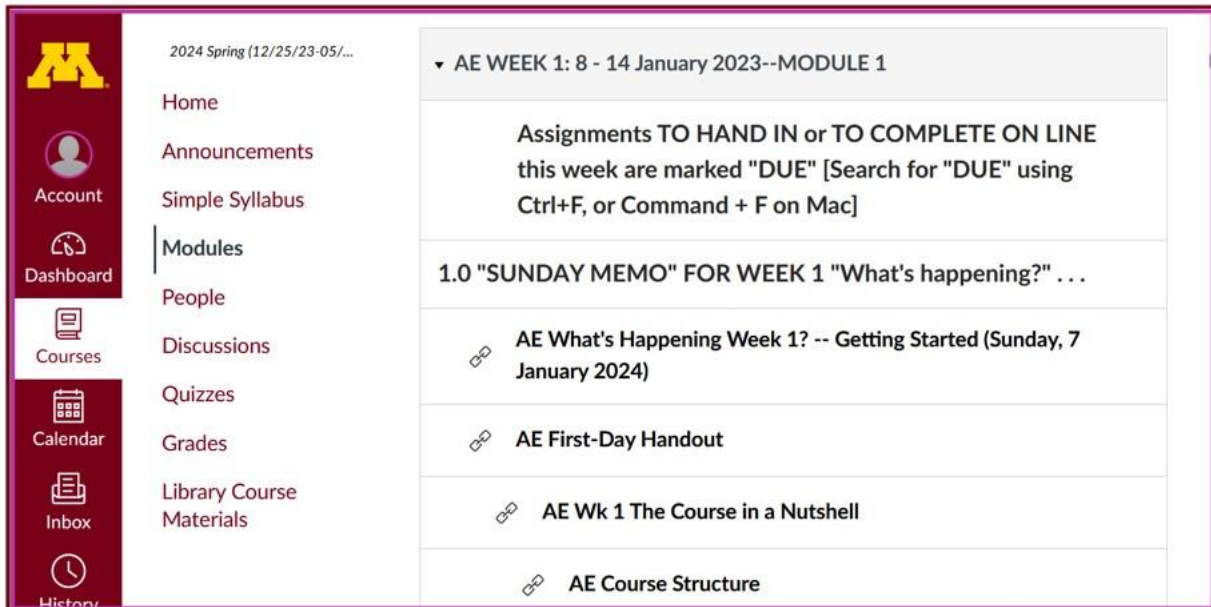 M
Account
Dashboard
Courses
Calendar
Inbox
History
2024 Spring (12/25/23-05/...
Home
Announcements
Simple Syllabus
Modules
People
Discussions
Quizzes
Grades
Library Course
Materials
AE WEEK 1: 8 - 14 January 2023--MODULE 1
Assignments TO HAND IN or TO COMPLETE ON LINE
this week are marked "DUE" [Search for "DUE" using
Ctrl+F, or Command + F on Mac]
1.0 "SUNDAY MEMO" FOR WEEK 1 "What's happening?" . . .
AE What's Happening Week 1? -- Getting Started (Sunday, 7
January 2024)
AE First-Day Handout
AE Wk 1 The Course in a Nutshell
AE Course Structure